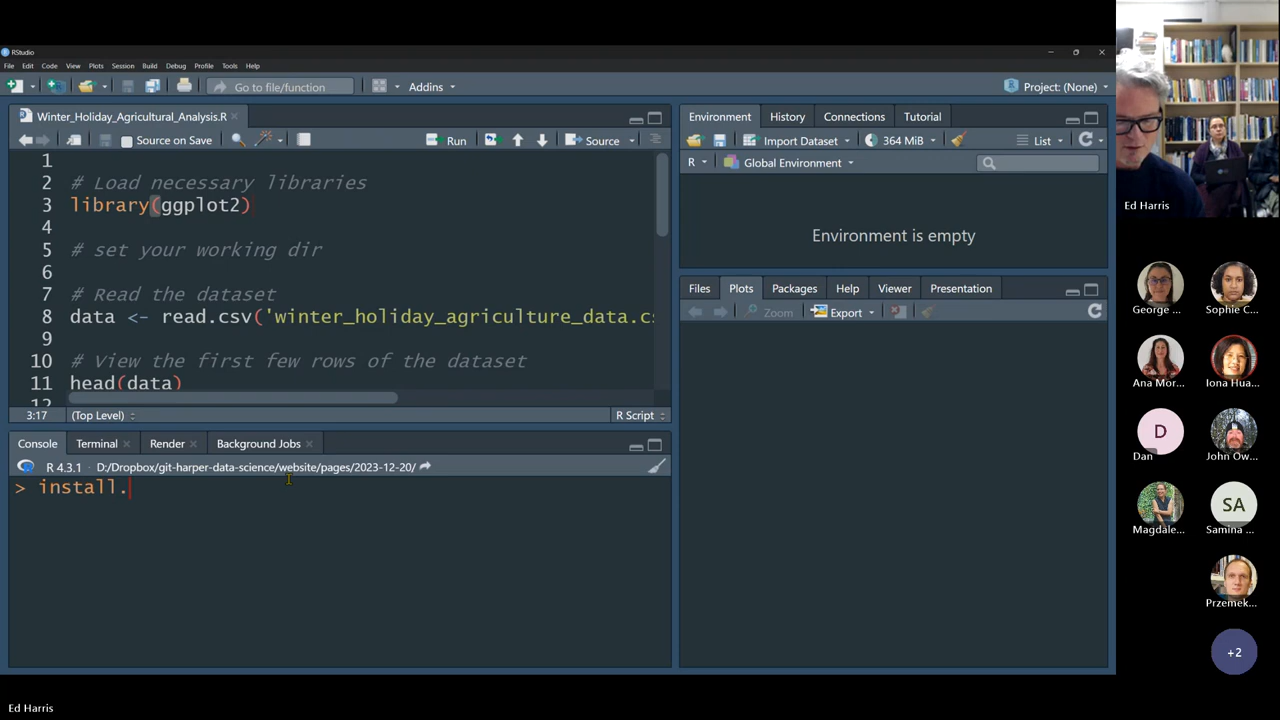 RStudio
File Edit Code View Plots Session Build Debug Profile Tools Help
Go to file/function
Addins
Project: (None)
Winter_Holiday_Agricultural_Analysis.R
Source on Save
Run
Source
1
2 # Load necessary libraries
3 library(ggplot2)
4
5 # set your working dir
6
7 # Read the dataset
8 data <- read.csv('winter_holiday_agriculture_data.cs
9
10 # View the first few rows of the dataset
11 head(data)
12
3:17 (Top Level) R Script
Console Terminal Render Background Jobs
R 4.3.1 · D:/Dropbox/git-harper-data-science/website/pages/2023-12-20/
> install.
Environment History Connections Tutorial
Import Dataset 364 MiB List
R Global Environment
Environment is empty
Files Plots Packages Help Viewer Presentation
Zoom Export
Ed Harris
George ... Sophie C...
Ana Mor... Iona Hua...
D
Dan John Ow...
SA
Magdale... Samina ...
Przemek...
+2
Ed Harris